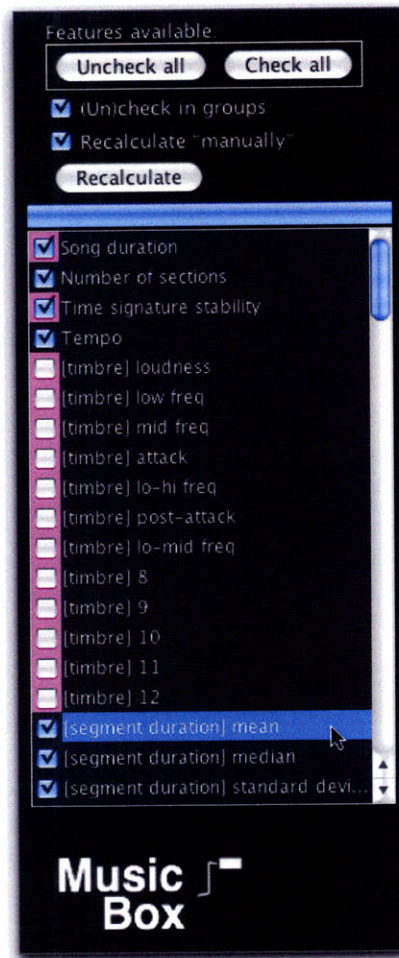 Features available
Uncheck all Check all
(Un)check in groups
Recalculate "manually"
Recalculate
Song duration
Number of sections
Time signature stability
Tempo
[timbre] loudness
[timbre] low freq
[timbre] mid freq
[timbre] attack
[timbre] lo-hi freq
[timbre] post-attack
[timbre] lo-mid freq
[timbre] 8
[timbre] 9
[timbre] 10
[timbre] 11
[timbre] 12
[segment duration] mean
[segment duration] median
[segment duration] standard devi...
Music
Box